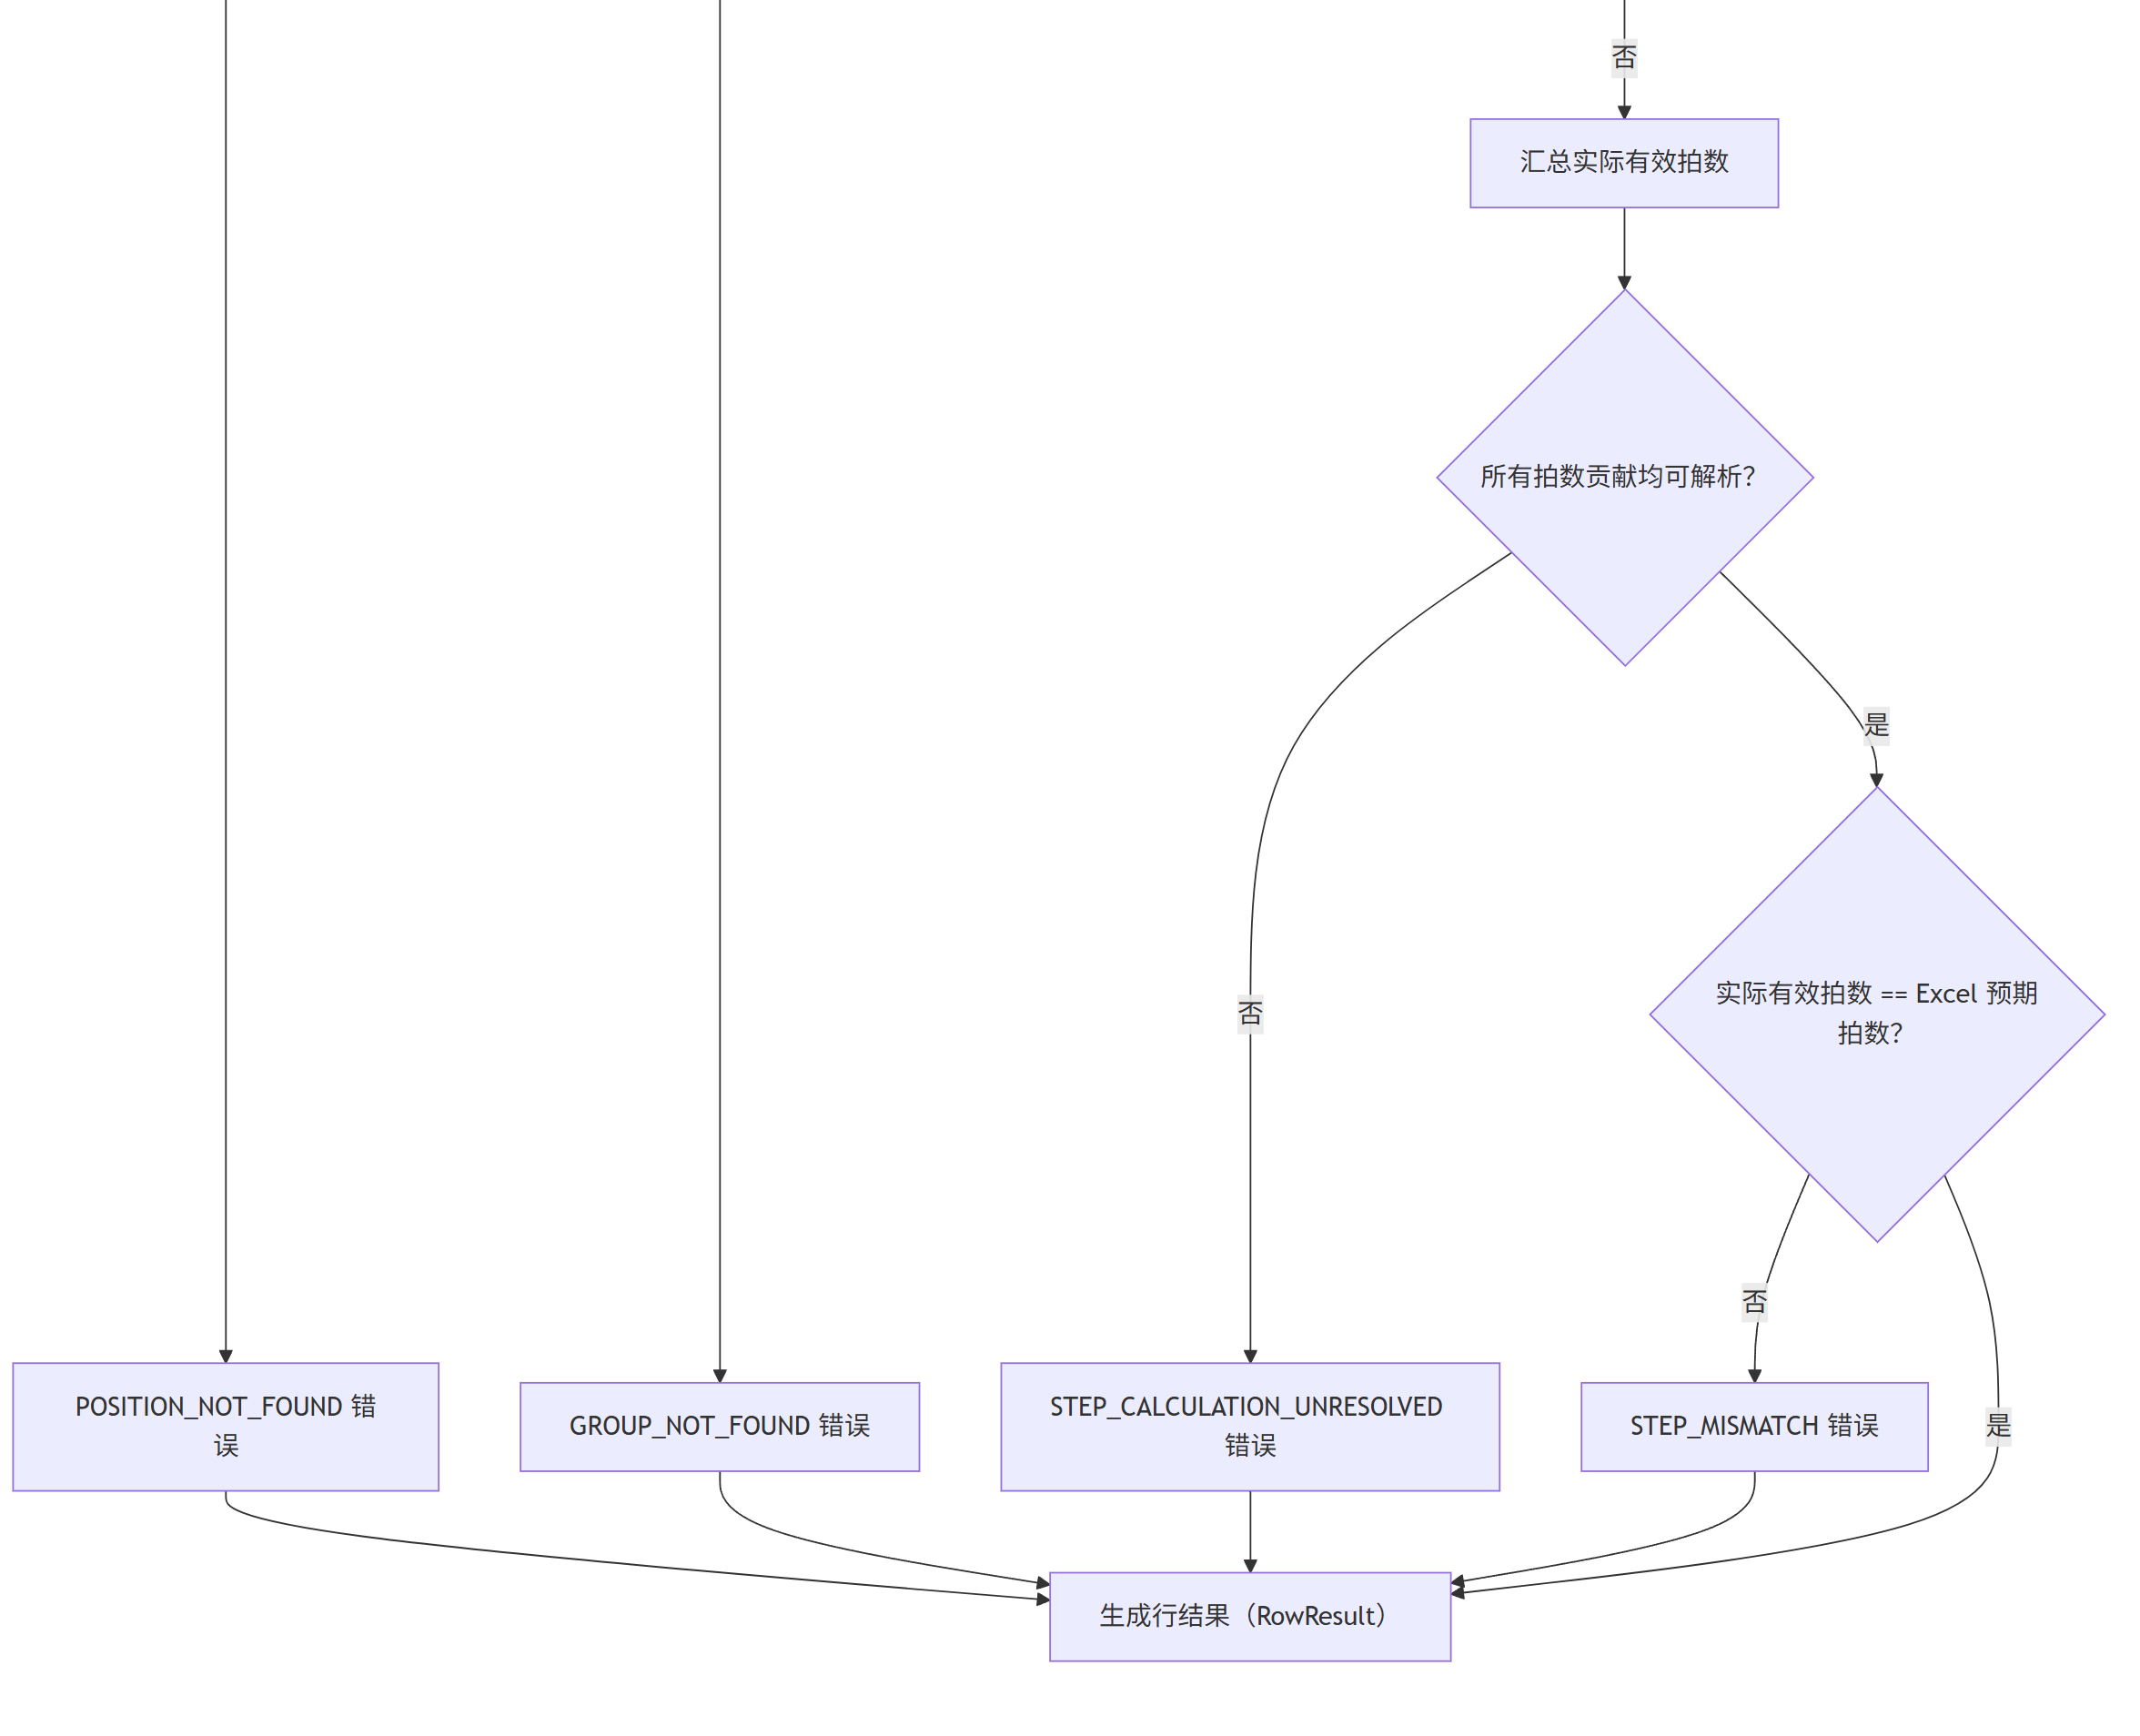 否
汇总实际有效拍数
所有拍数贡献均可解析？
是
实际有效拍数 == Excel 预期
拍数？
否
否
POSITION_NOT_FOUND 错
误
GROUP_NOT_FOUND 错误
STEP_CALCULATION_UNRESOLVED
错误
STEP_MISMATCH 错误
是
生成行结果（RowResult）